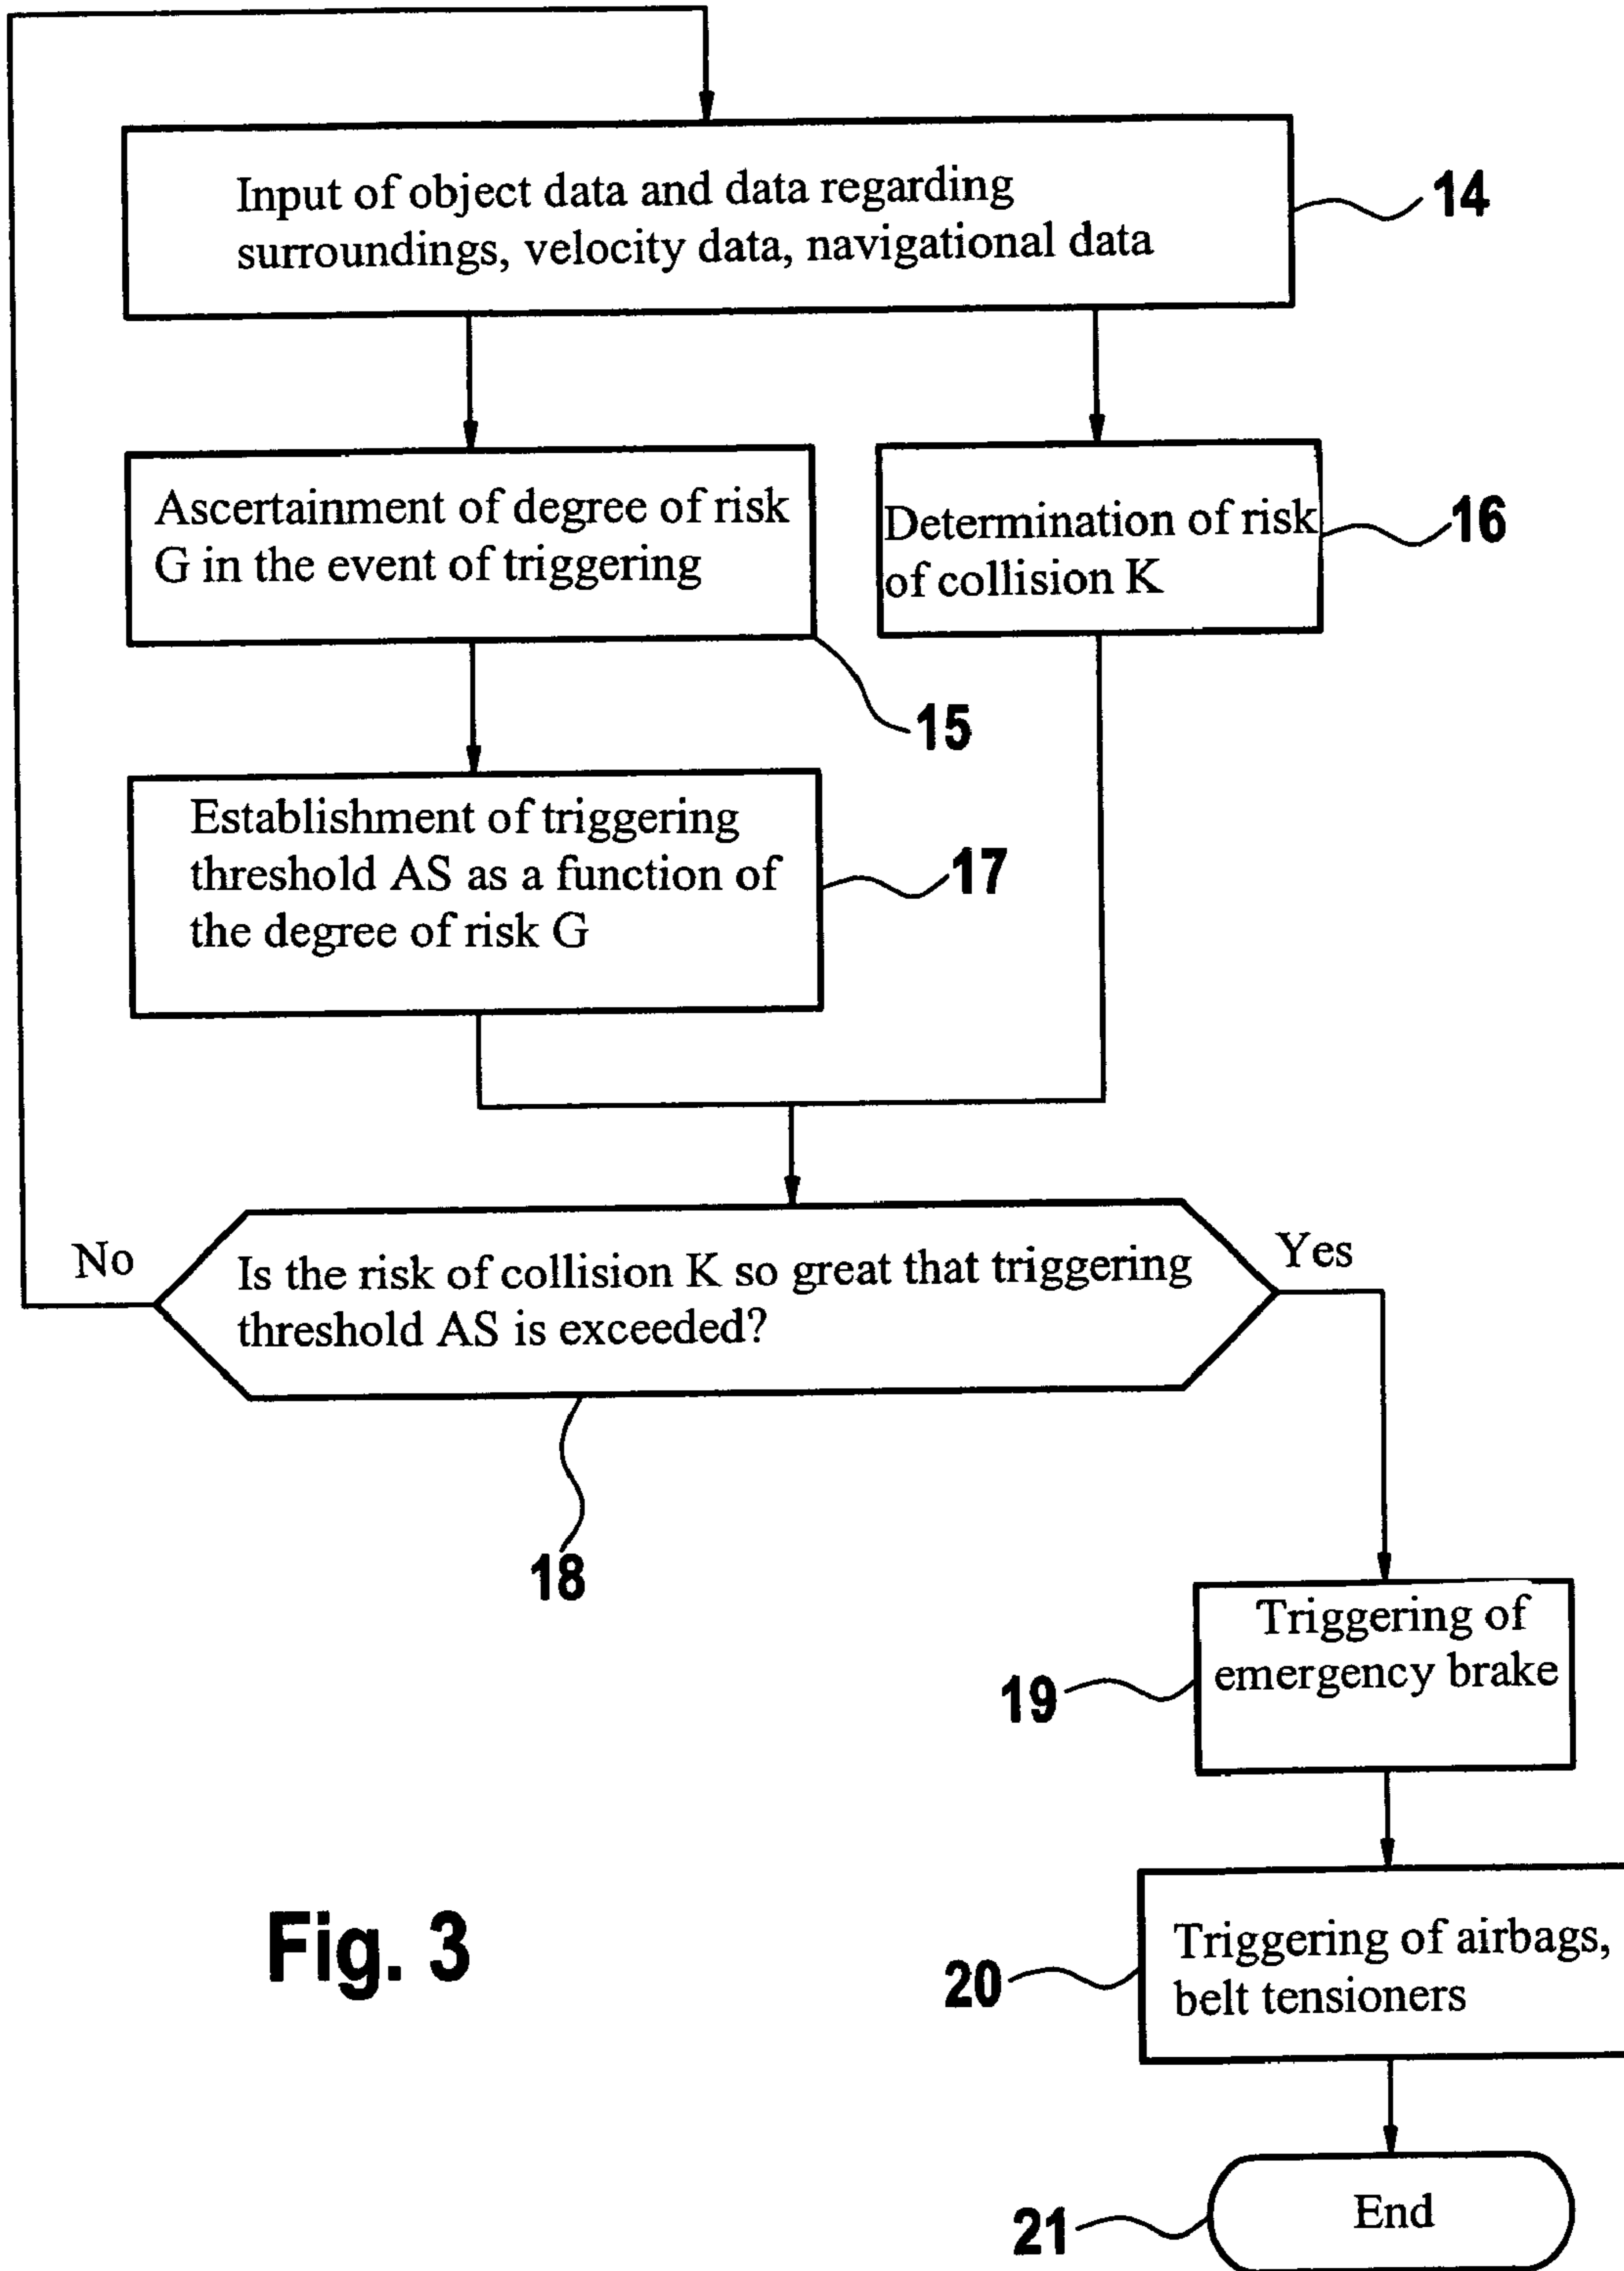 Input of object data and data regarding
surroundings, velocity data, navigational data
14
Ascertainment of degree of risk
G in the event of triggering
15
Determination of risk
of collision K
16
Establishment of triggering
threshold AS as a function of
the degree of risk G
17
No
Is the risk of collision K so great that triggering
threshold AS is exceeded?
Yes
18
Triggering of
emergency brake
19
Triggering of airbags,
belt tensioners
20
End
21
Fig. 3